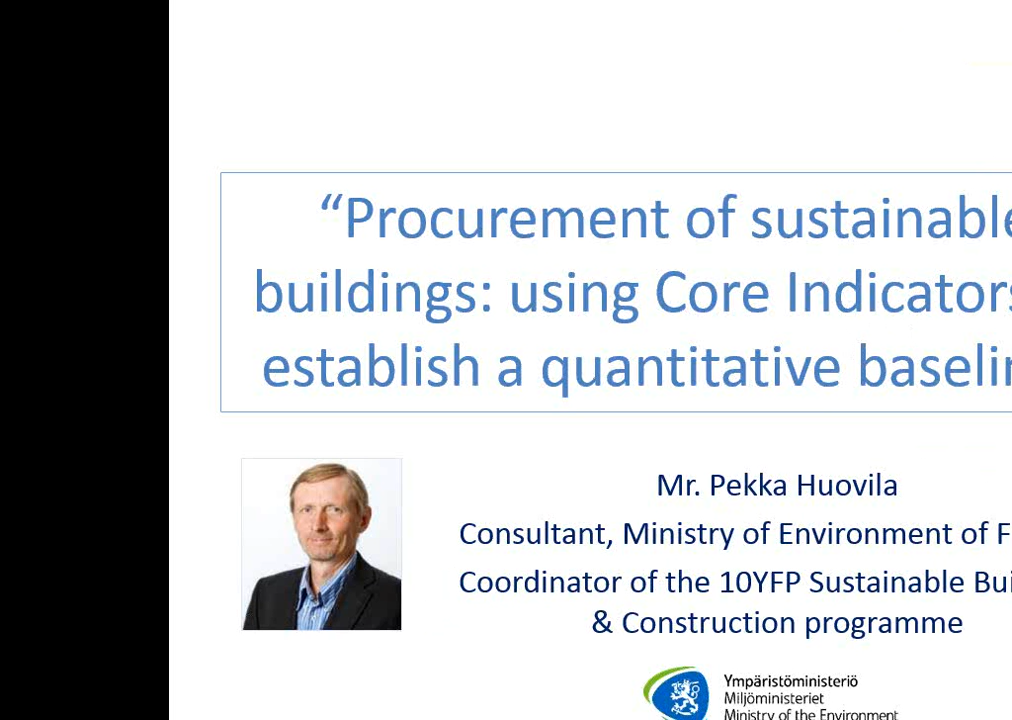 “Procurement of sustainable
buildings: using Core Indicators
establish a quantitative baselin
Mr. Pekka Huovila
Consultant, Ministry of Environment of F
Coordinator of the 10YFP Sustainable Bui
& Construction programme
Ympäristöministeriö
Miljöministeriet
Ministry of the Environment